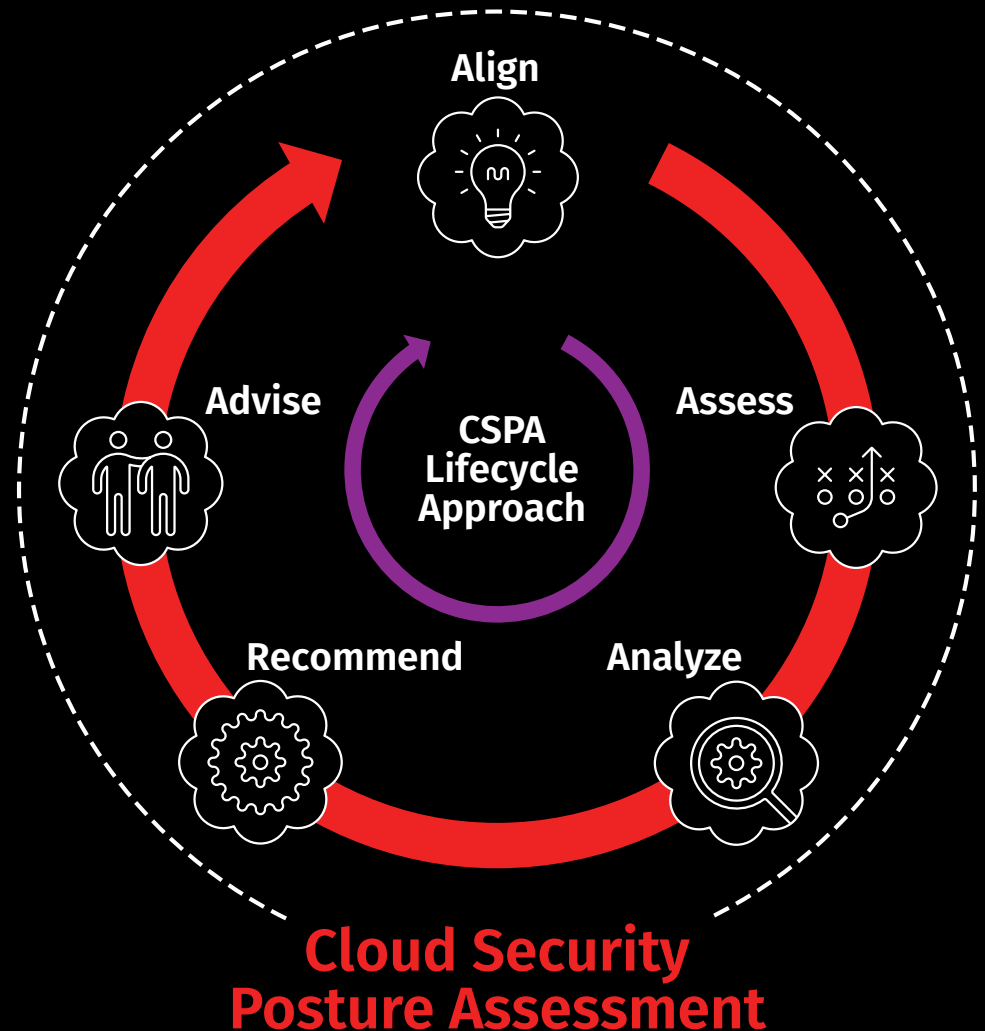 Align
Advise
Assess
CSPA
Lifecycle
Approach
Recommend
Analyze
Cloud Security
Posture Assessment